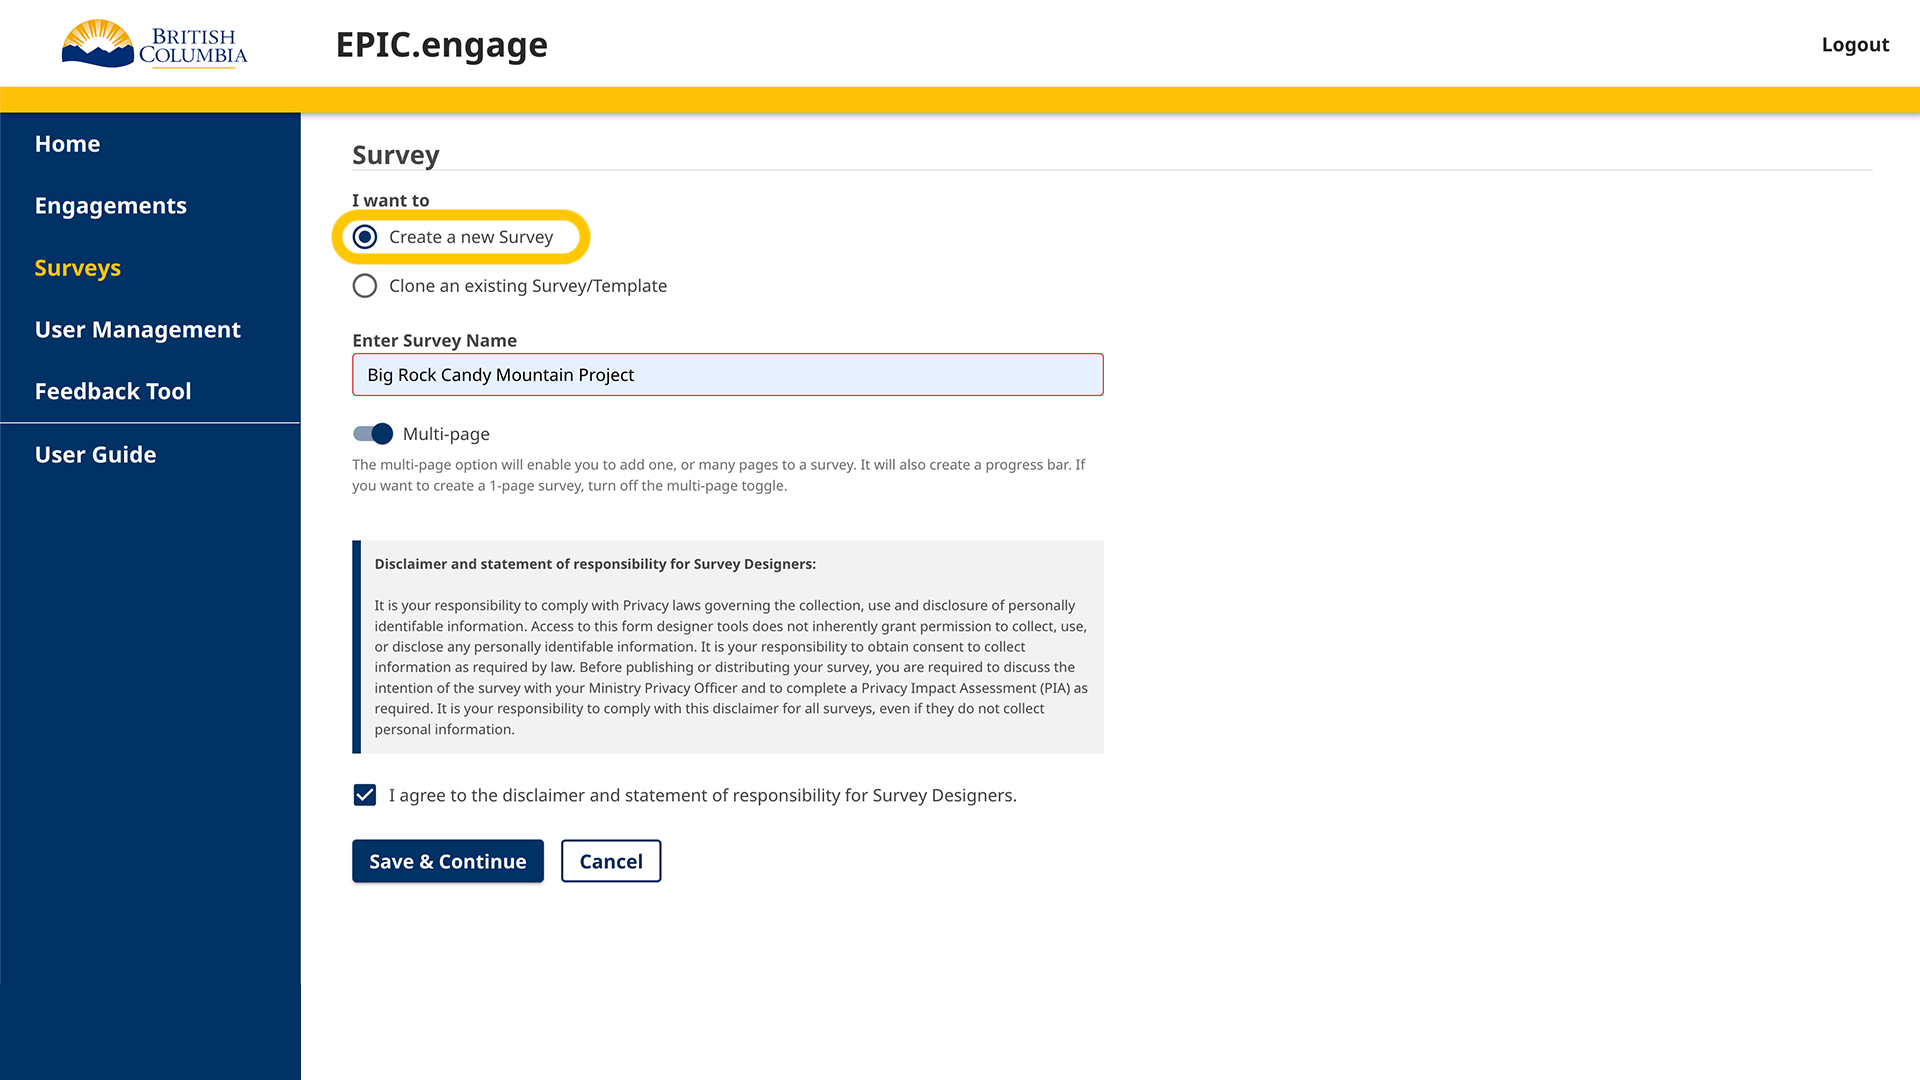 BRITISH
COLUMBIA
EPIC.engage
Logout
Home
Engagements
Surveys
User Management
Feedback Tool
User Guide
Survey
I want to
Create a new Survey
Clone an existing Survey/Template
Enter Survey Name
Big Rock Candy Mountain Project
Multi-page
The multi-page option will enable you to add one, or many pages to a survey. It will also create a progress bar. If
you want to create a 1-page survey, turn off the multi-page toggle.
Disclaimer and statement of responsibility for Survey Designers:
It is your responsibility to comply with Privacy laws governing the collection, use and disclosure of personally
identifable information. Access to this form designer tools does not inherently grant permission to collect, use,
or disclose any personally identifable information. It is your responsibility to obtain consent to collect
information as required by law. Before publishing or distributing your survey, you are required to discuss the
intention of the survey with your Ministry Privacy Officer and to complete a Privacy Impact Assessment (PIA) as
required. It is your responsibility to comply with this disclaimer for all surveys, even if they do not collect
personal information.
I agree to the disclaimer and statement of responsibility for Survey Designers.
Save & Continue
Cancel